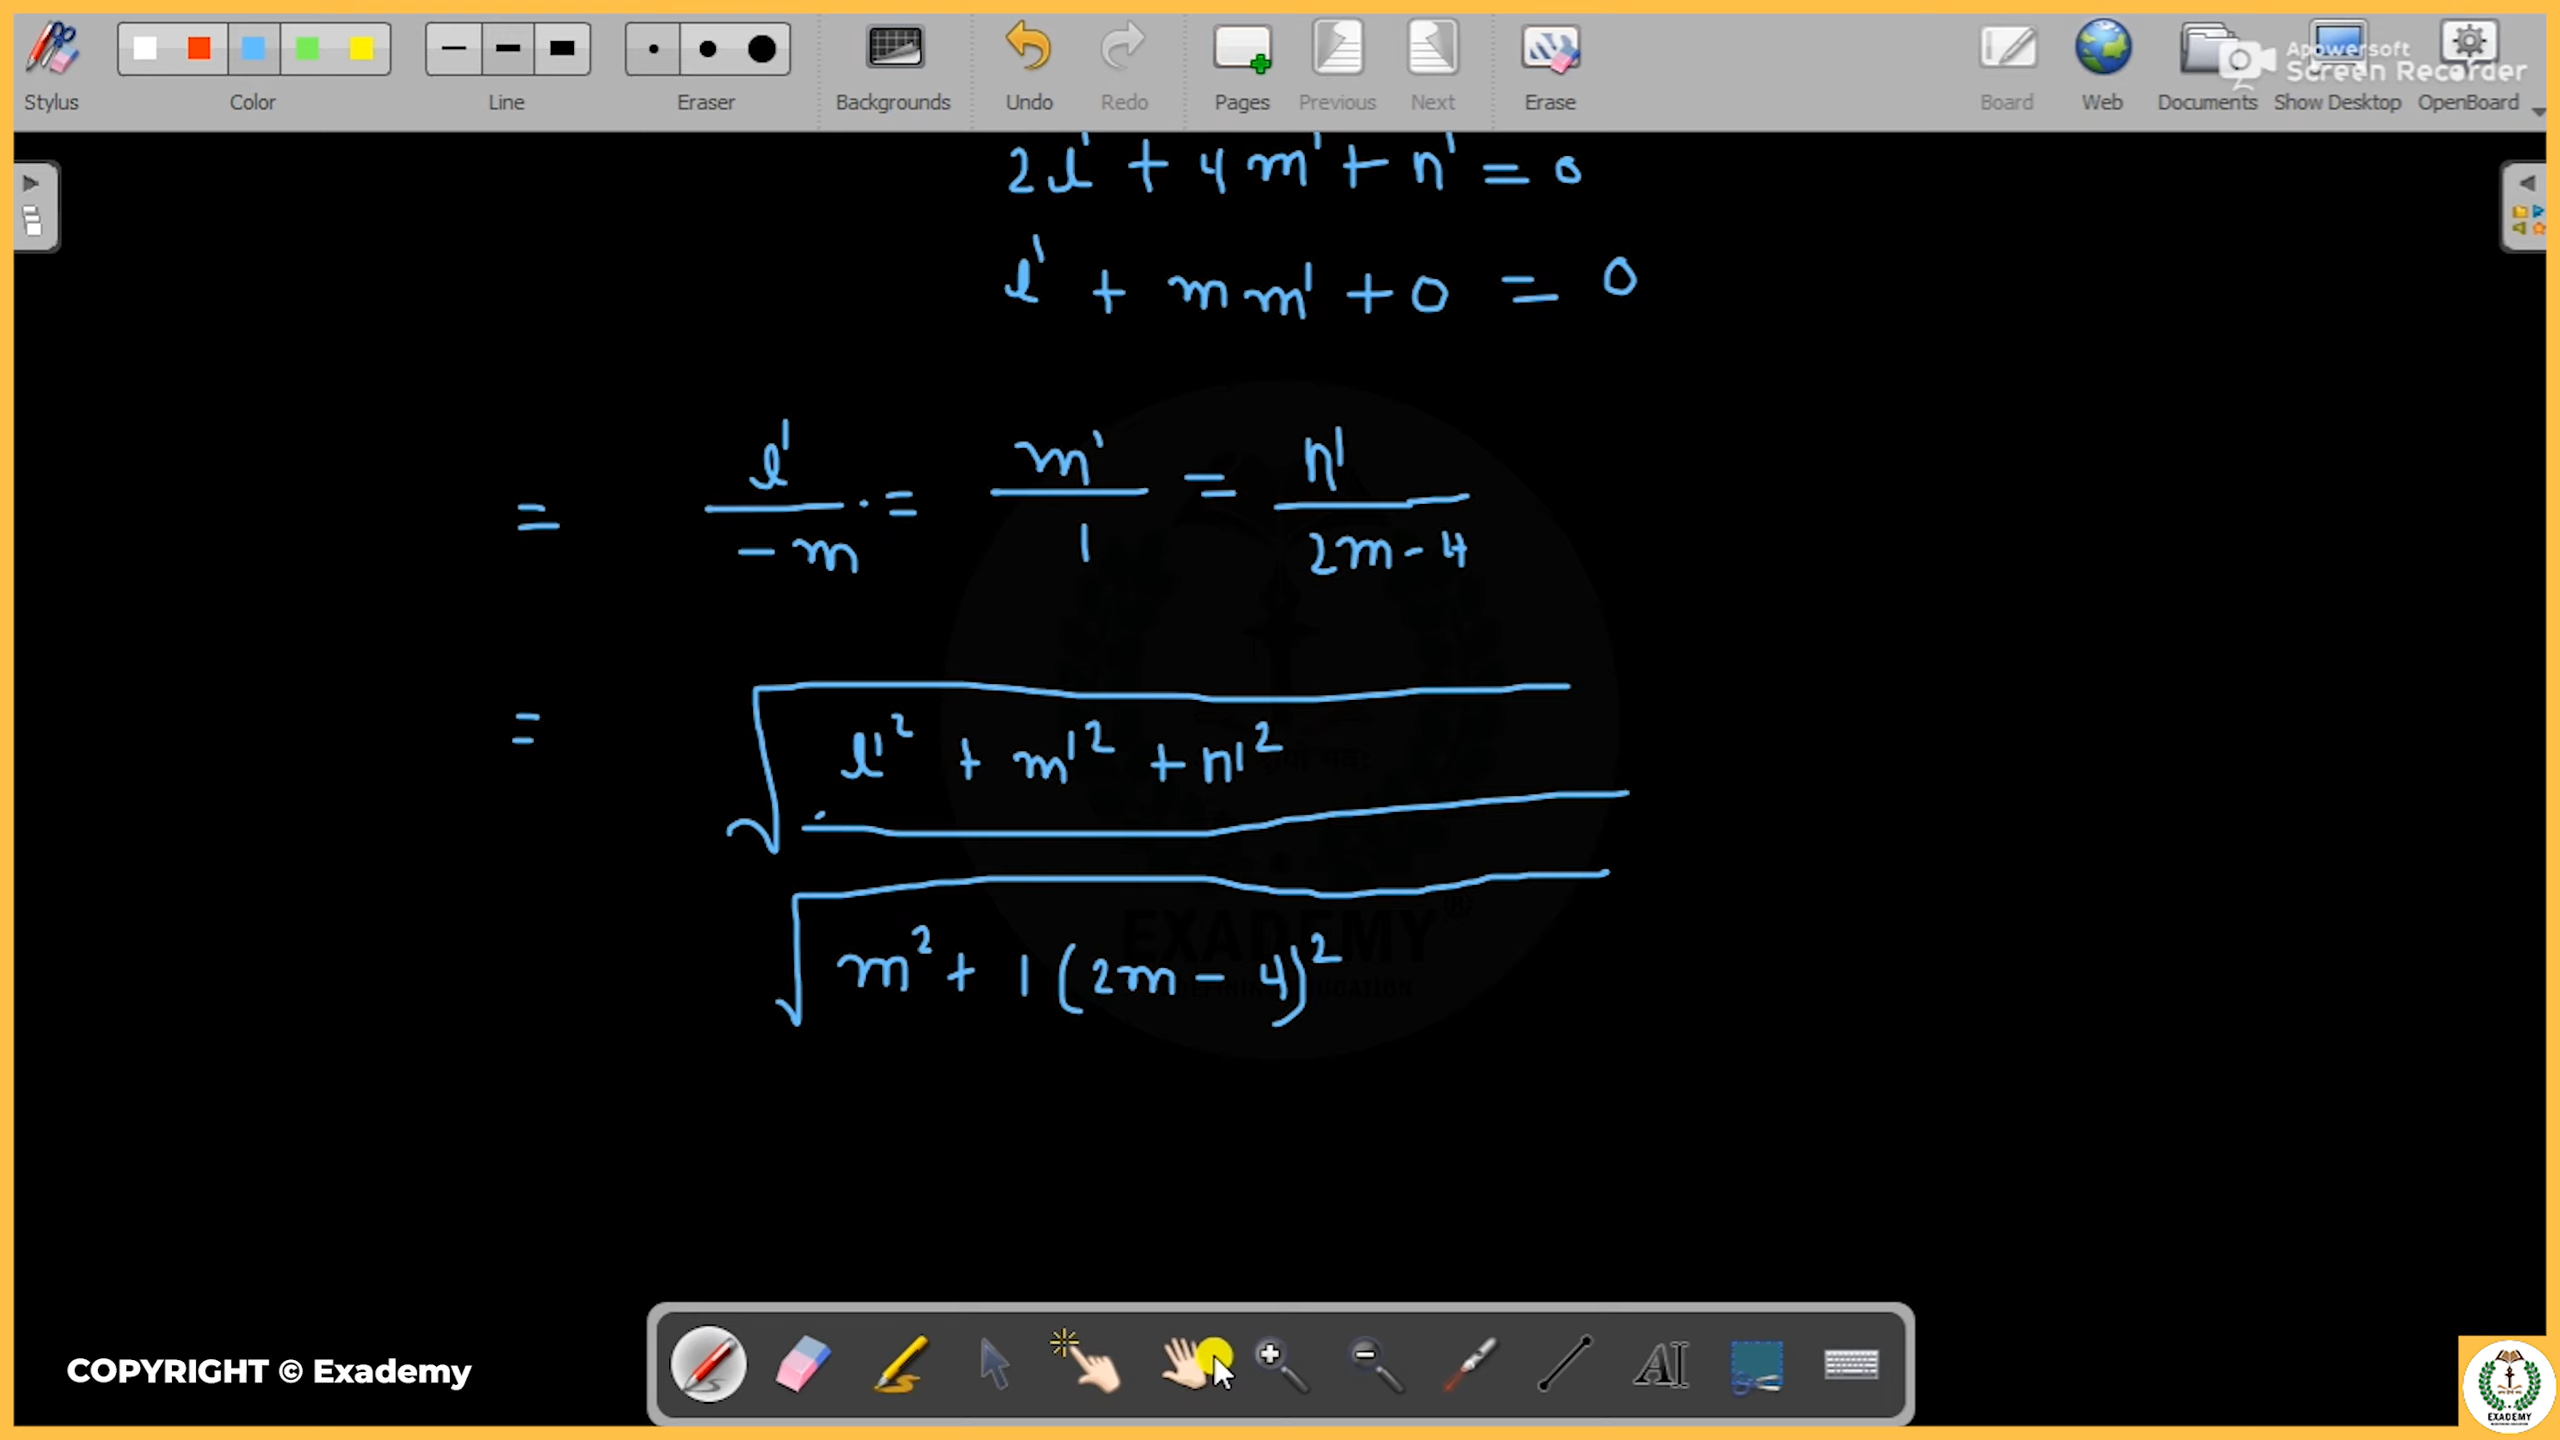 Stylus Color Line Eraser Backgrounds Undo Redo Pages Previous Next Erase Board Web Documents Show Desktop OpenBoard
Apowersoft
Screen Recorder
2l' + 4m' + n' = 0
l' + mm' + 0 = 0
= l'/-m · = m'/1 = n'/2m-4
= √l'² + m'² + n'²
√m² + 1(2m - 4)²
EXADEMY®
COPYRIGHT © Exademy
EXADEMY